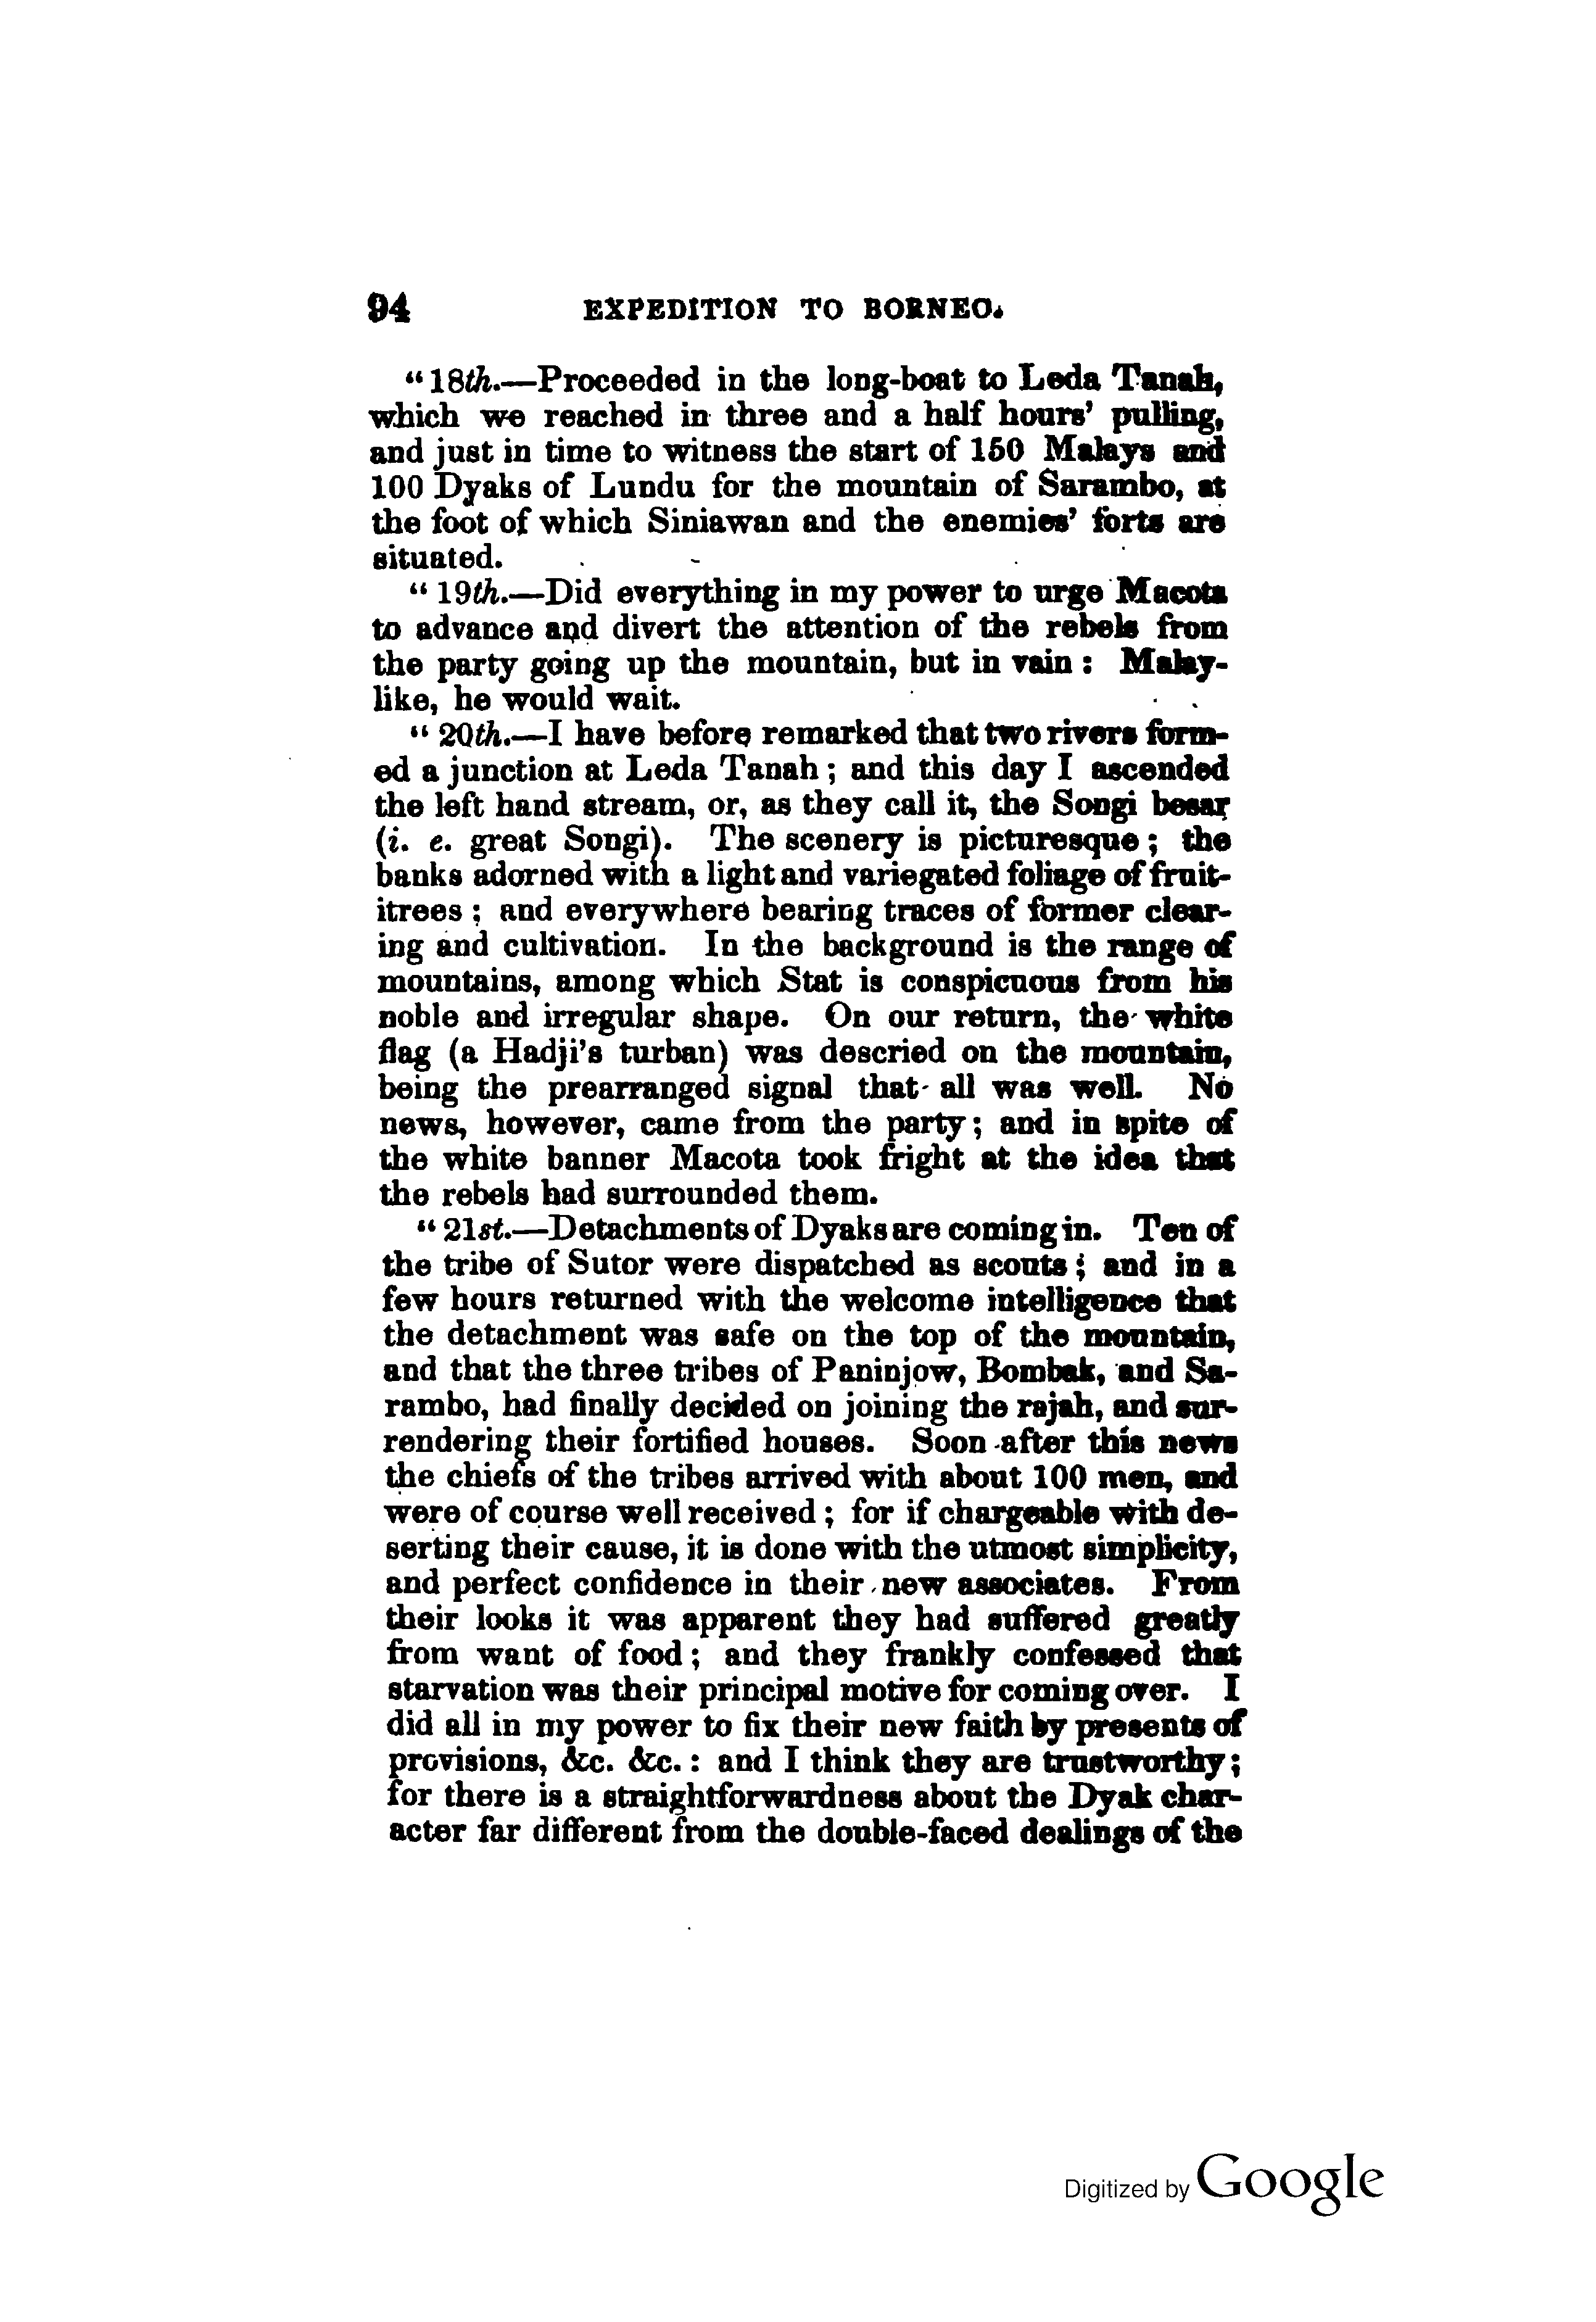 94 EXPEDITION TO BORNEO.
"18th.—Proceeded in the long-boat to Leda Tanah,
which we reached in three and a half hours' pulling,
and just in time to witness the start of 150 Malays and
100 Dyaks of Lundu for the mountain of Sarambo, at
the foot of which Siniawan and the enemies' forts are
situated.
"19th.—Did everything in my power to urge Macota
to advance and divert the attention of the rebels from
the party going up the mountain, but in vain: Malay-
like, he would wait.
"20th.—I have before remarked that two rivers form-
ed a junction at Leda Tanah; and this day I ascended
the left hand stream, or, as they call it, the Songi besar
(i. e. great Songi). The scenery is picturesque; the
banks adorned with a light and variegated foliage of fruit-
itrees; and everywhere bearing traces of former clear-
ing and cultivation. In the background is the range of
mountains, among which Stat is conspicuous from his
noble and irregular shape. On our return, the white
flag (a Hadji's turban) was descried on the mountain,
being the prearranged signal that all was well. No
news, however, came from the party; and in spite of
the white banner Macota took fright at the idea that
the rebels had surrounded them.
"21st.—Detachments of Dyaks are coming in. Ten of
the tribe of Sutor were dispatched as scouts; and in a
few hours returned with the welcome intelligence that
the detachment was safe on the top of the mountain,
and that the three tribes of Paninjow, Bombak, and Sa-
rambo, had finally decided on joining the rajah, and sur-
rendering their fortified houses. Soon after this news
the chiefs of the tribes arrived with about 100 men, and
were of course well received; for if chargeable with de-
serting their cause, it is done with the utmost simplicity,
and perfect confidence in their new associates. From
their looks it was apparent they had suffered greatly
from want of food; and they frankly confessed that
starvation was their principal motive for coming over. I
did all in my power to fix their new faith by presents of
provisions, &c. &c.: and I think they are trustworthy;
for there is a straightforwardness about the Dyak char-
acter far different from the double-faced dealings of the
Digitized by Google